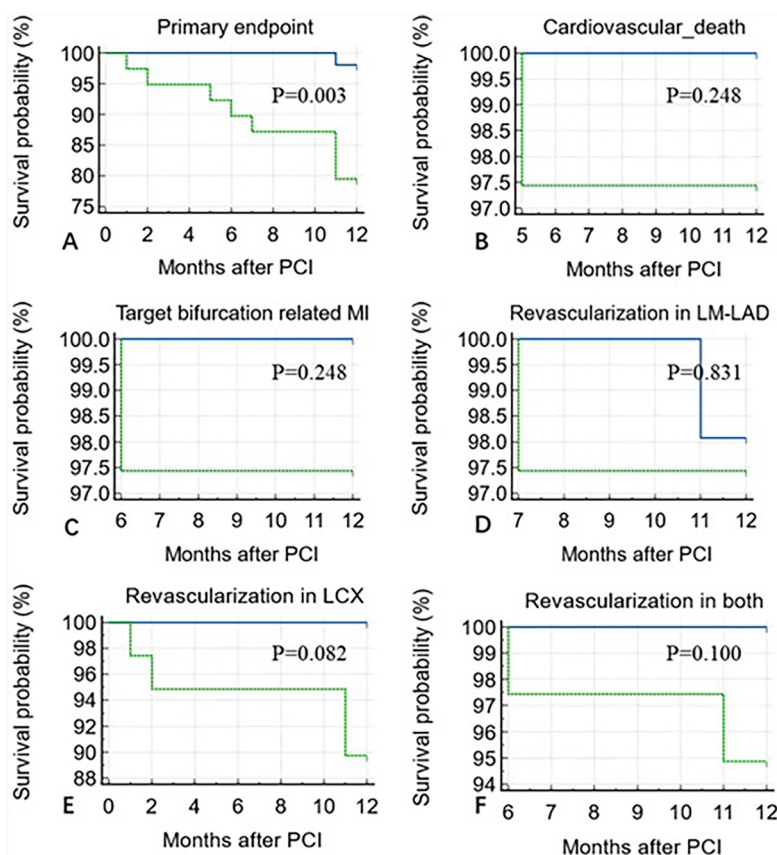 Primary endpoint
Survival probability (%)
100
95
90
85
80
75
P=0.003
0 2 4 6 8 10 12
A
Months after PCI
Cardiovascular_death
Survival probability (%)
100.0
99.5
99.0
98.5
98.0
97.5
97.0
P=0.248
5 6 7 8 9 10 11 12
B
Months after PCI
Target bifurcation related MI
Survival probability (%)
100.0
99.5
99.0
98.5
98.0
97.5
97.0
P=0.248
6 7 8 9 10 11 12
C
Months after PCI
Revascularization in LM-LAD
Survival probability (%)
100.0
99.5
99.0
98.5
98.0
97.5
97.0
P=0.831
7 8 9 10 11 12
D
Months after PCI
Revascularization in LCX
Survival probability (%)
100
98
96
94
92
90
88
P=0.082
0 2 4 6 8 10 12
E
Months after PCI
Revascularization in both
Survival probability (%)
100
99
98
97
96
95
94
P=0.100
6 7 8 9 10 11 12
F
Months after PCI